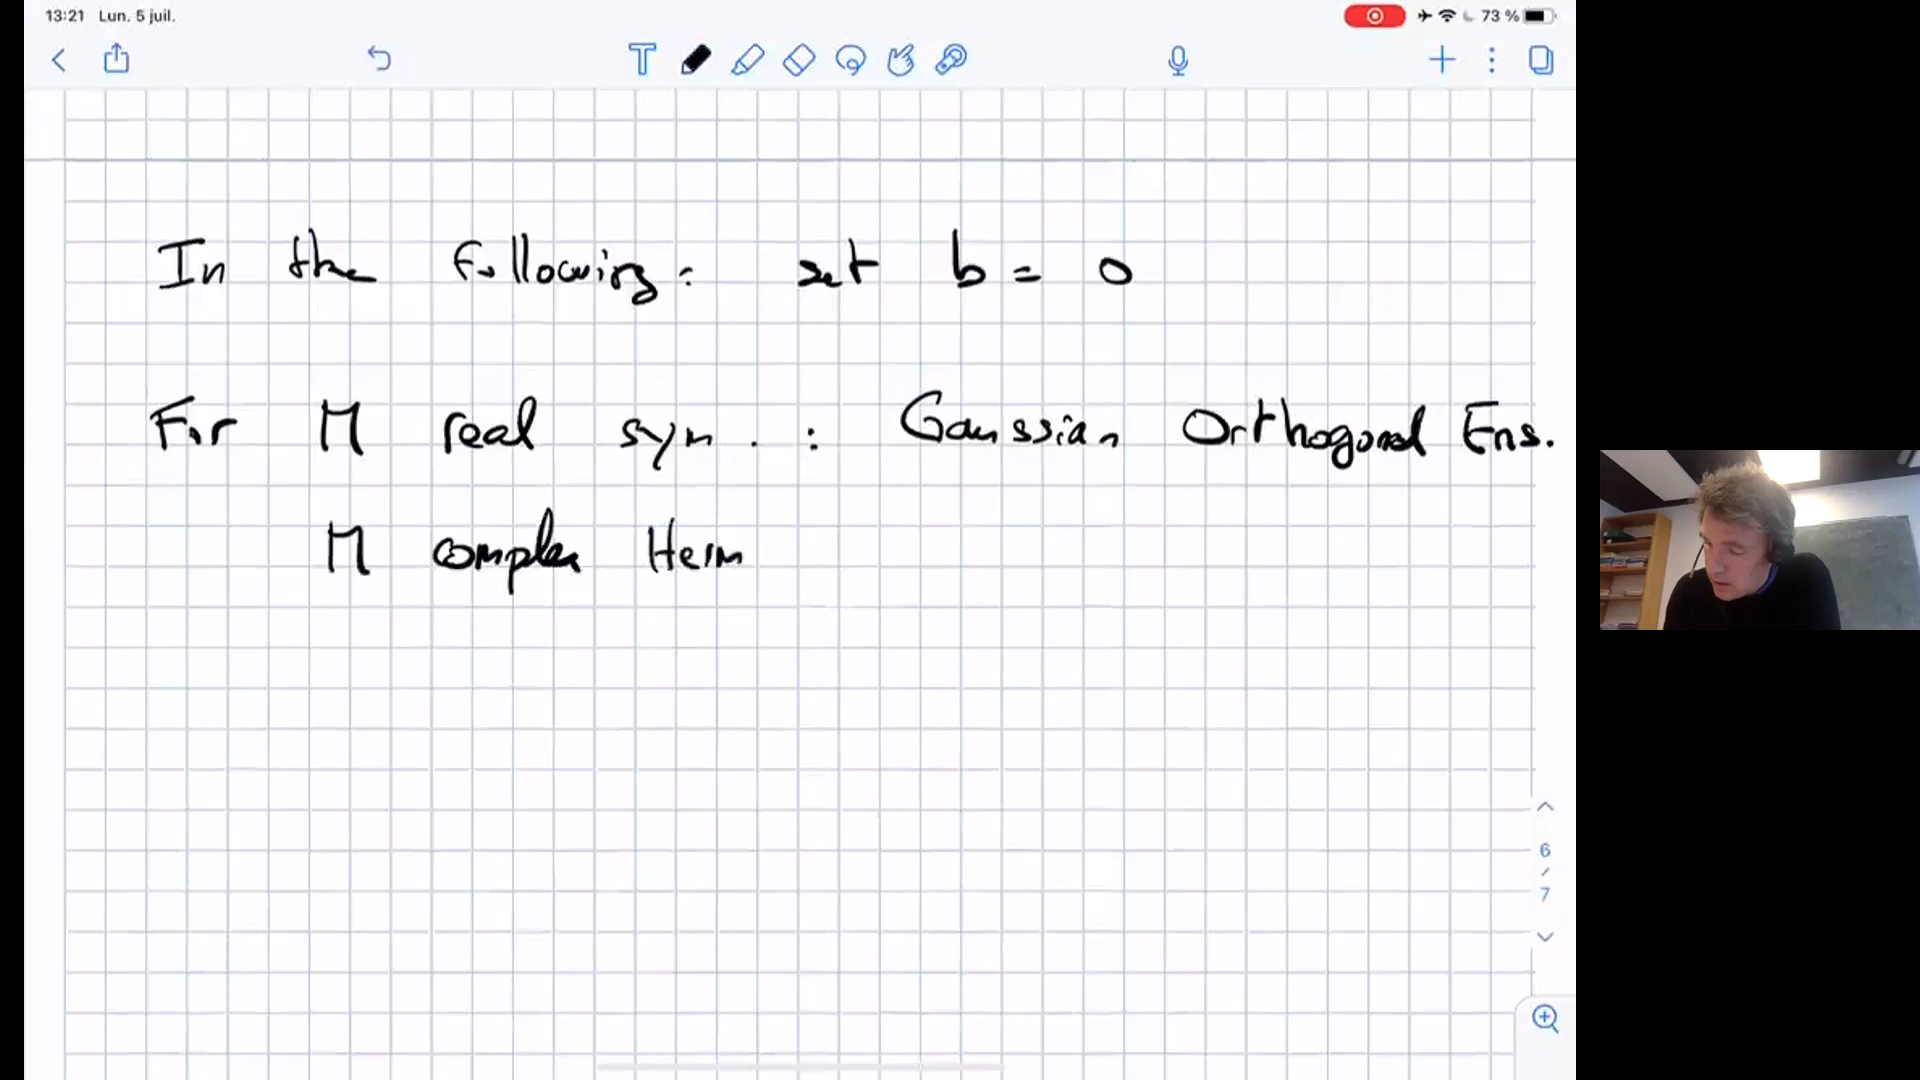 13:21 Lun. 5 juil.
73 %
In the following: set b = 0
For M real sym. : Gaussian Orthogonal Ens.
M complex Herm
6
7